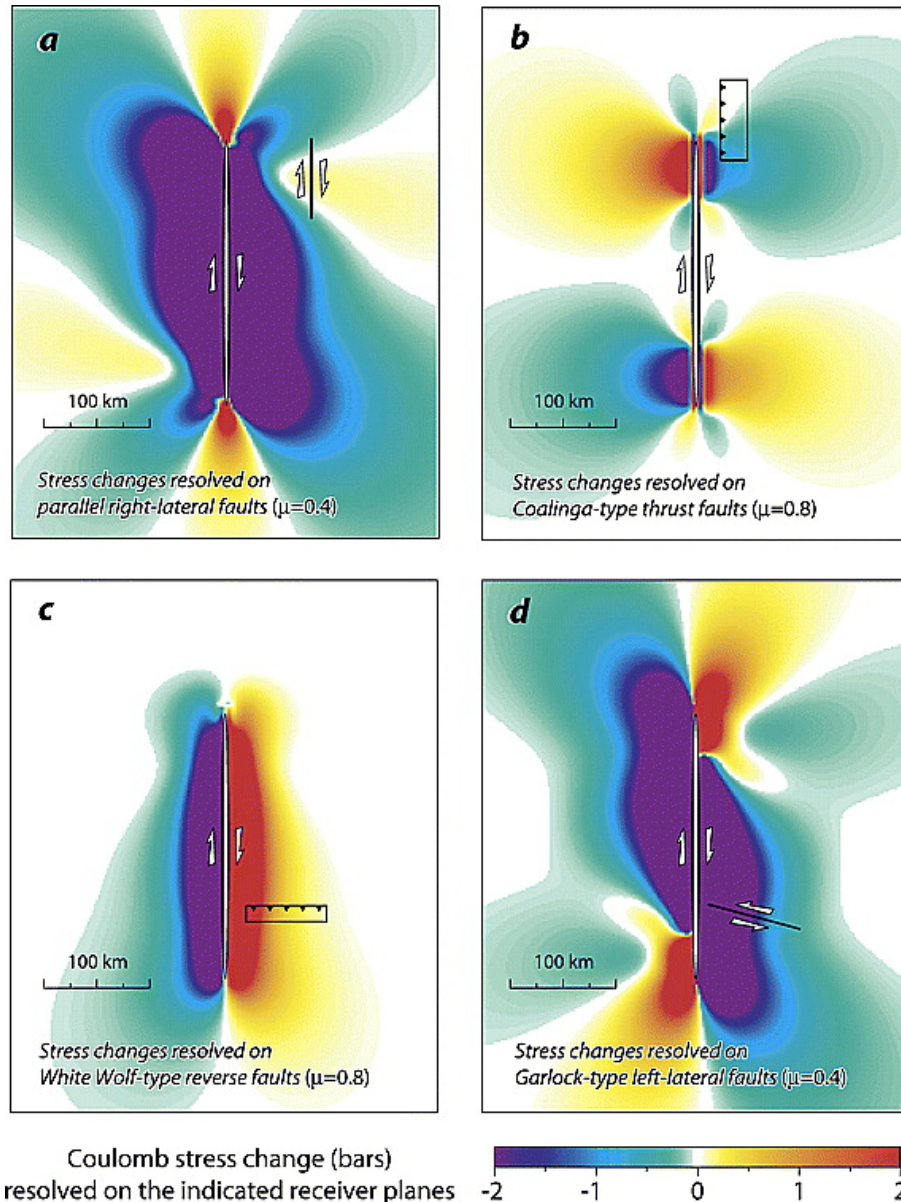 a
b
100 km
Stress changes resolved on
parallel right-lateral faults (μ=0.4)
100 km
Stress changes resolved on
Coalinga-type thrust faults (μ=0.8)
c
d
100 km
Stress changes resolved on
White Wolf-type reverse faults (μ=0.8)
100 km
Stress changes resolved on
Garlock-type left-lateral faults (μ=0.4)
Coulomb stress change (bars)
resolved on the indicated receiver planes
-2 -1 0 1 2